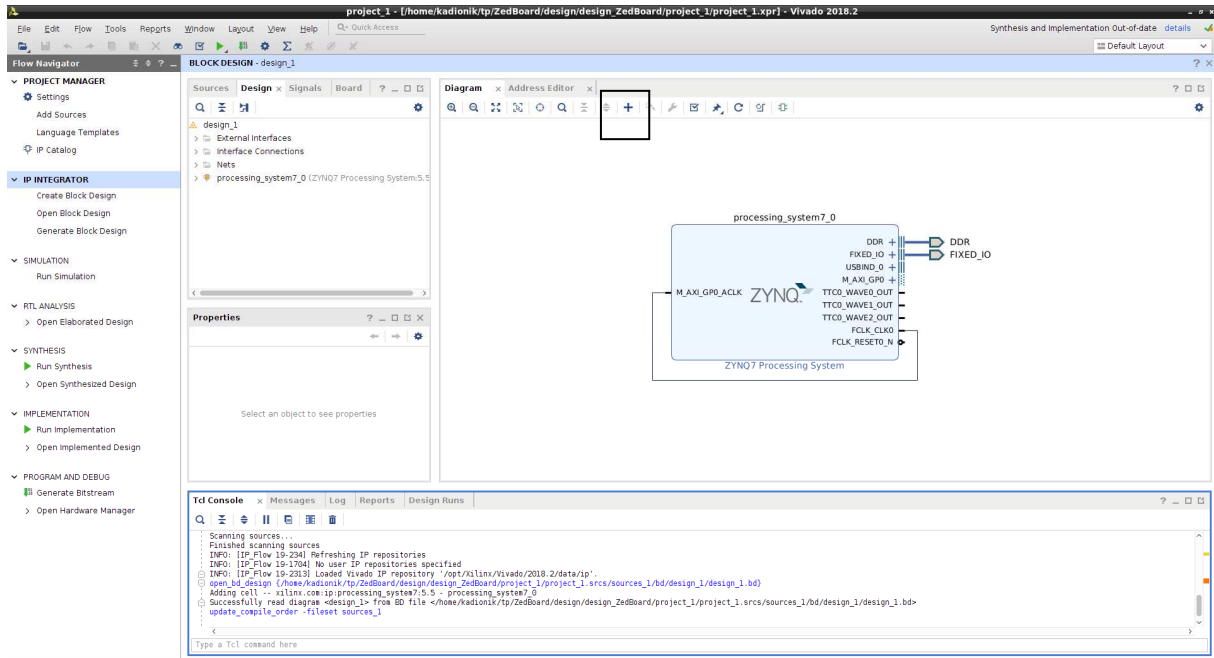 project_1 - [/home/kadionik/tp/ZedBoard/design/design_ZedBoard/project_1/project_1.xpr] - Vivado 2018.2
File Edit Flow Tools Reports Window Layout View Help Quick Access
Synthesis and Implementation Out-of-date details
Default Layout
Flow Navigator
PROJECT MANAGER
Settings
Add Sources
Language Templates
IP Catalog
IP INTEGRATOR
Create Block Design
Open Block Design
Generate Block Design
SIMULATION
Run Simulation
RTL ANALYSIS
Open Elaborated Design
SYNTHESIS
Run Synthesis
Open Synthesized Design
IMPLEMENTATION
Run Implementation
Open Implemented Design
PROGRAM AND DEBUG
Generate Bitstream
Open Hardware Manager
BLOCK DESIGN - design_1
Sources Design Signals Board
design_1
External Interfaces
Interface Connections
Nets
processing_system7_0 (ZYNQ7 Processing System:5.5
Properties
Select an object to see properties
Diagram Address Editor
processing_system7_0
DDR
FIXED_IO
USBIND_0
M_AXI_GP0
TTC0_WAVE0_OUT
TTC0_WAVE1_OUT
TTC0_WAVE2_OUT
FCLK_CLK0
FCLK_RESET0_N
M_AXI_GP0_ACLK
ZYNQ
DDR
FIXED_IO
ZYNQ7 Processing System
Tcl Console Messages Log Reports Design Runs
Scanning sources...
Finished scanning sources
INFO: [IP_Flow 19-234] Refreshing IP repositories
INFO: [IP_Flow 19-1704] No user IP repositories specified
INFO: [IP_Flow 19-2313] Loaded Vivado IP repository '/opt/Xilinx/Vivado/2018.2/data/ip'.
open_bd_design {/home/kadionik/tp/ZedBoard/design/design_ZedBoard/project_1/project_1.srcs/sources_1/bd/design_1/design_1.bd}
Adding cell -- xilinx.com:ip:processing_system7:5.5 - processing_system7_0
Successfully read diagram <design_1> from BD file </home/kadionik/tp/ZedBoard/design/design_ZedBoard/project_1/project_1.srcs/sources_1/bd/design_1/design_1.bd>
update_compile_order -fileset sources_1
Type a Tcl command here